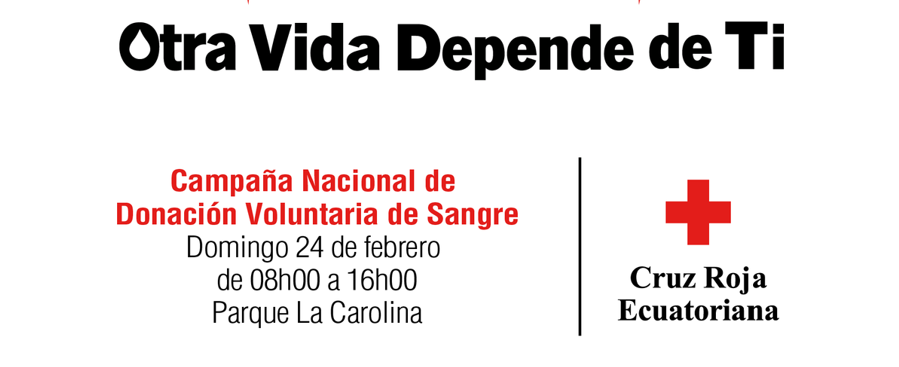 Otra Vida Depende de Ti
Campaña Nacional de
Donación Voluntaria de Sangre
Domingo 24 de febrero
de 08h00 a 16h00
Parque La Carolina
Cruz Roja
Ecuatoriana